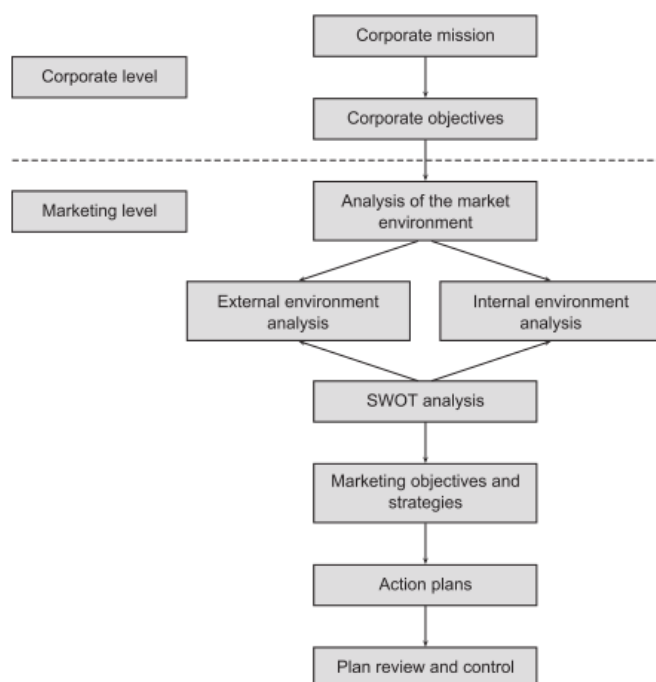 Corporate mission
Corporate level
Corporate objectives
Marketing level
Analysis of the market
environment
External environment
analysis
Internal environment
analysis
SWOT analysis
Marketing objectives and
strategies
Action plans
Plan review and control